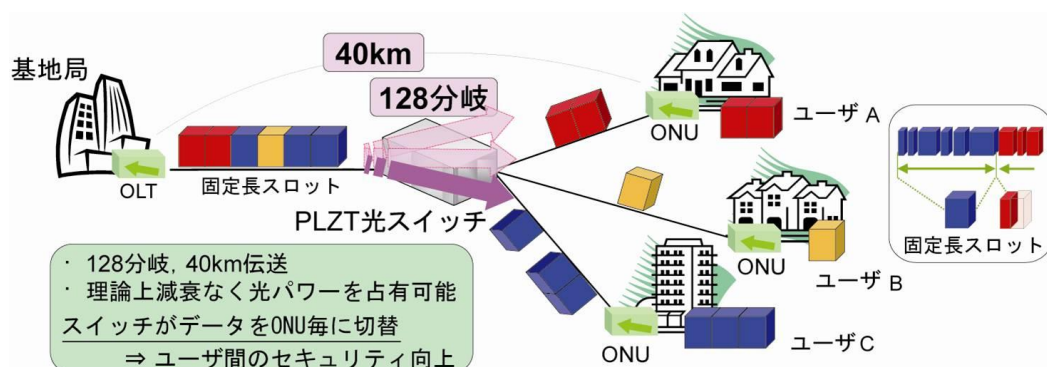 40km
128分岐
基地局
OLT
固定長スロット
PLZT光スイッチ
ONU
ユーザ A
ONU
ユーザ B
ONU
ユーザ C
固定長スロット
・ 128分岐, 40km伝送
・ 理論上減衰なく光パワーを占有可能
スイッチがデータをONU毎に切替
⇒ ユーザ間のセキュリティ向上